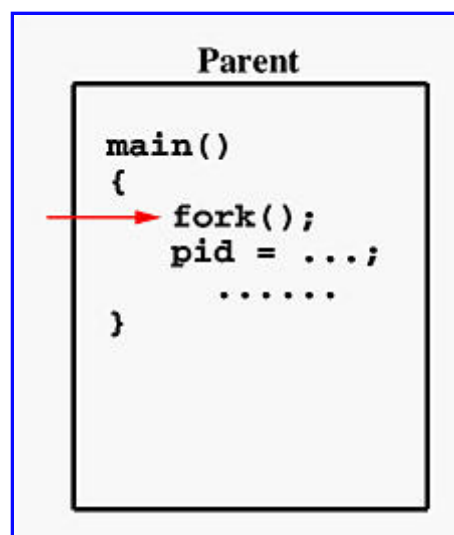 Parent
main()
{
fork();
pid = ...;
......
}